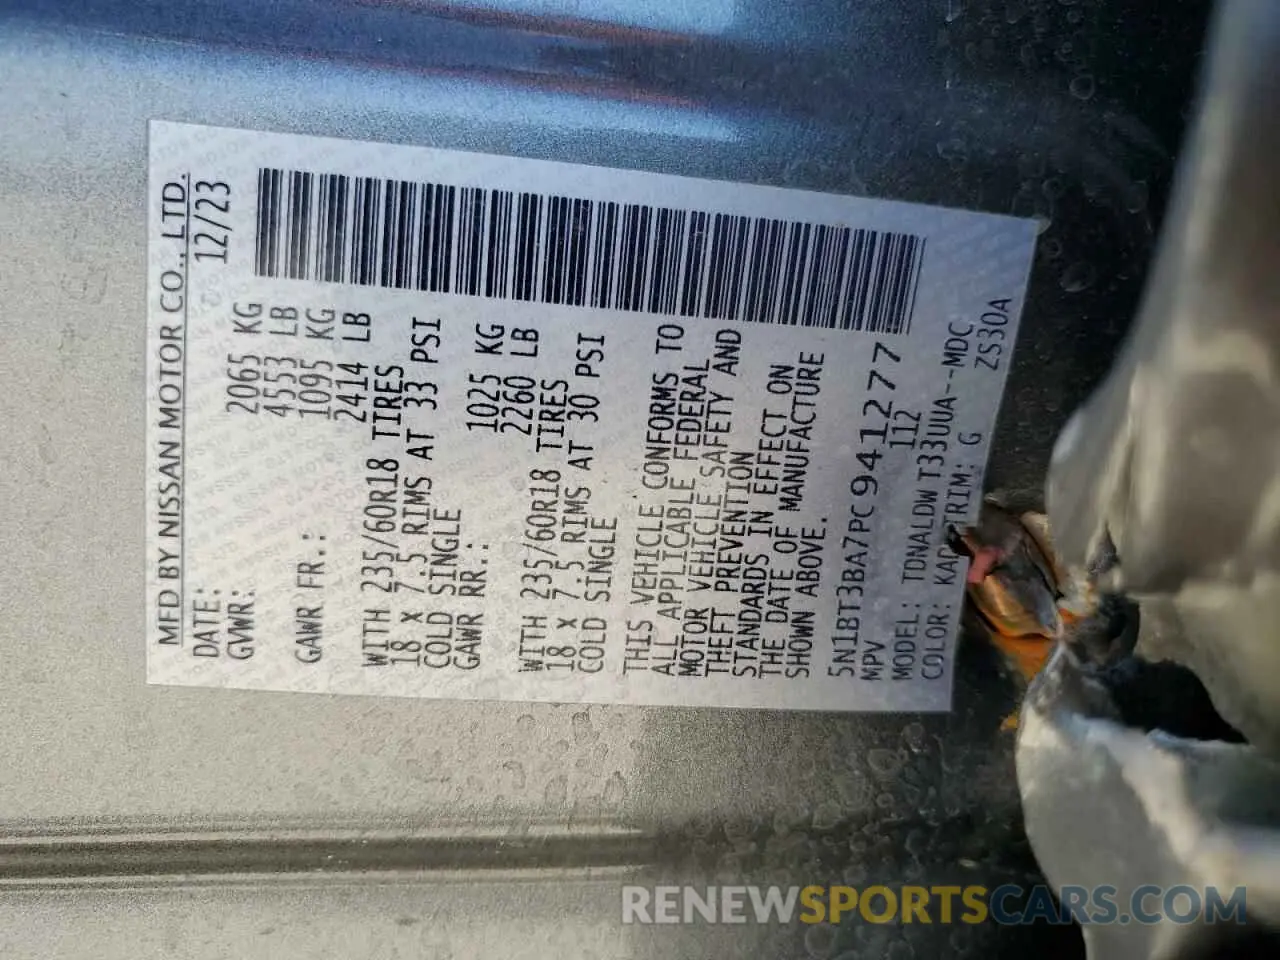 MFD BY NISSAN MOTOR CO., LTD.
DATE: 12/23
GVWR: 2065 KG
4553 LB
GAWR FR.: 1095 KG
2414 LB
WITH 235/60R18 TIRES
18 x 7.5 RIMS AT 33 PSI
COLD SINGLE
GAWR RR.: 1025 KG
2260 LB
WITH 235/60R18 TIRES
18 x 7.5 RIMS AT 30 PSI
COLD SINGLE
THIS VEHICLE CONFORMS TO
ALL APPLICABLE FEDERAL
MOTOR VEHICLE SAFETY AND
THEFT PREVENTION
STANDARDS IN EFFECT ON
THE DATE OF MANUFACTURE
SHOWN ABOVE.
5N1BT3BA7PC941277
MPV 112
MODEL: TDNALDW T33UUA--MDC
COLOR: KAD TRIM: G ZS30A
RENEWSPORTSCARS.COM